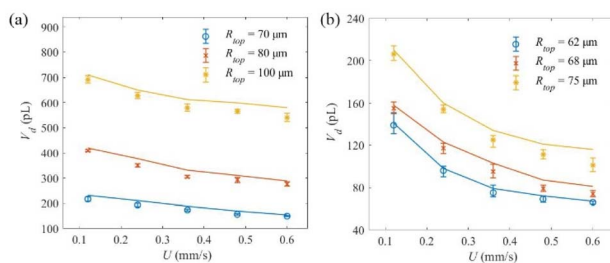 (a)
900
800
700
600
500
400
300
200
100
V_d (pL)
R_top = 70 μm
R_top = 80 μm
R_top = 100 μm
0.1 0.2 0.3 0.4 0.5 0.6
U (mm/s)
(b)
240
200
160
120
80
40
V_d (pL)
R_top = 62 μm
R_top = 68 μm
R_top = 75 μm
0.1 0.2 0.3 0.4 0.5 0.6
U (mm/s)